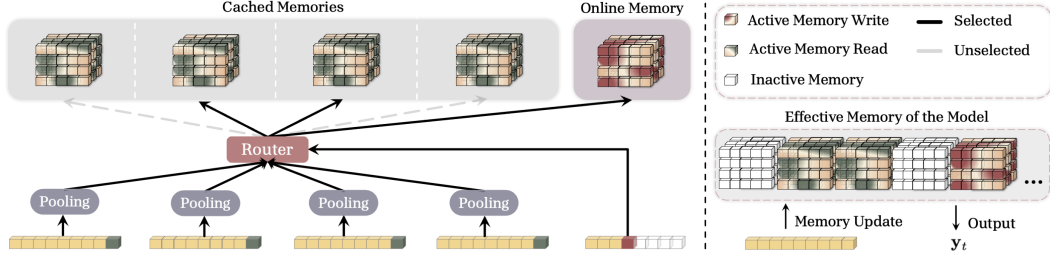 Cached Memories
Online Memory
Router
Pooling
Pooling
Pooling
Pooling
Active Memory Write
Selected
Active Memory Read
Unselected
Inactive Memory
Effective Memory of the Model
...
Memory Update
Output
y_t